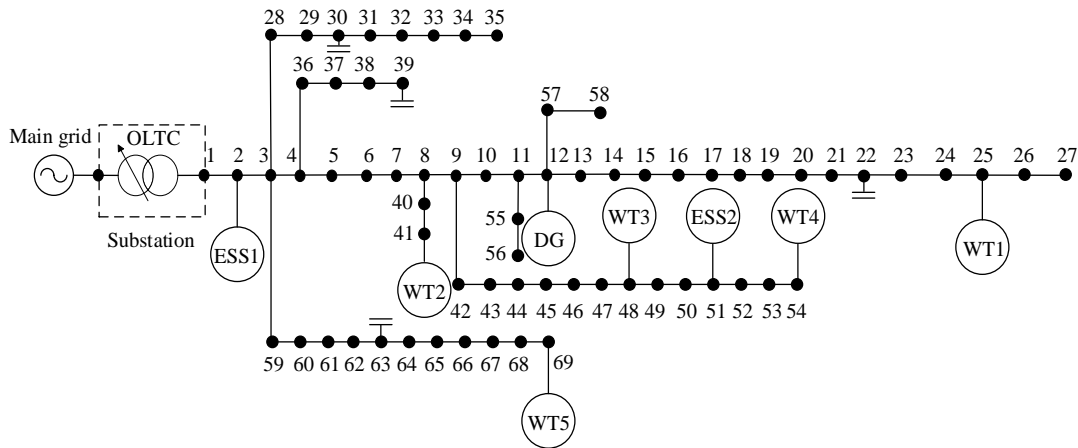 28 29 30 31 32 33 34 35
36 37 38 39
57 58
Main grid
OLTC
Substation
1 2 3 4 5 6 7 8 9 10 11 12 13 14 15 16 17 18 19 20 21 22 23 24 25 26 27
40
41
55
56
ESS1
WT2
DG
WT3
ESS2
WT4
WT1
42 43 44 45 46 47 48 49 50 51 52 53 54
59 60 61 62 63 64 65 66 67 68 69
WT5